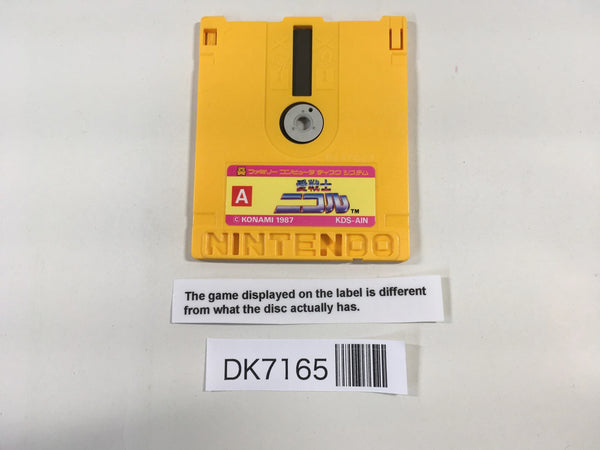 ファミリー コンピュータ ディスク システム
A
愛戦士
ニコル™
© KONAMI 1987 KDS-AIN
NINTENDO
The game displayed on the label is different
from what the disc actually has.
DK7165